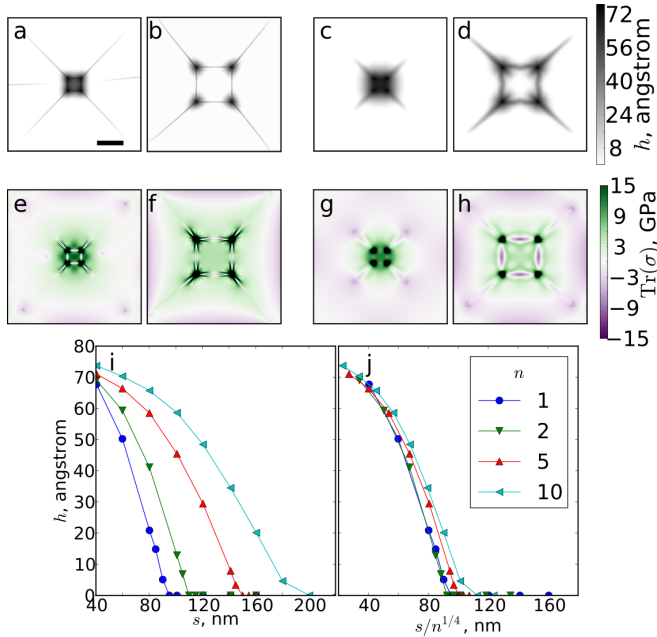 a
b
c
d
72
56
40
24
8
h, angstrom
e
f
g
h
15
9
3
−3
−9
−15
Tr(σ), GPa
i
j
80
70
60
50
40
30
20
10
0
h, angstrom
40
80
120
160
200
s, nm
40
80
120
160
s/n^{1/4}, nm
n
1
2
5
10